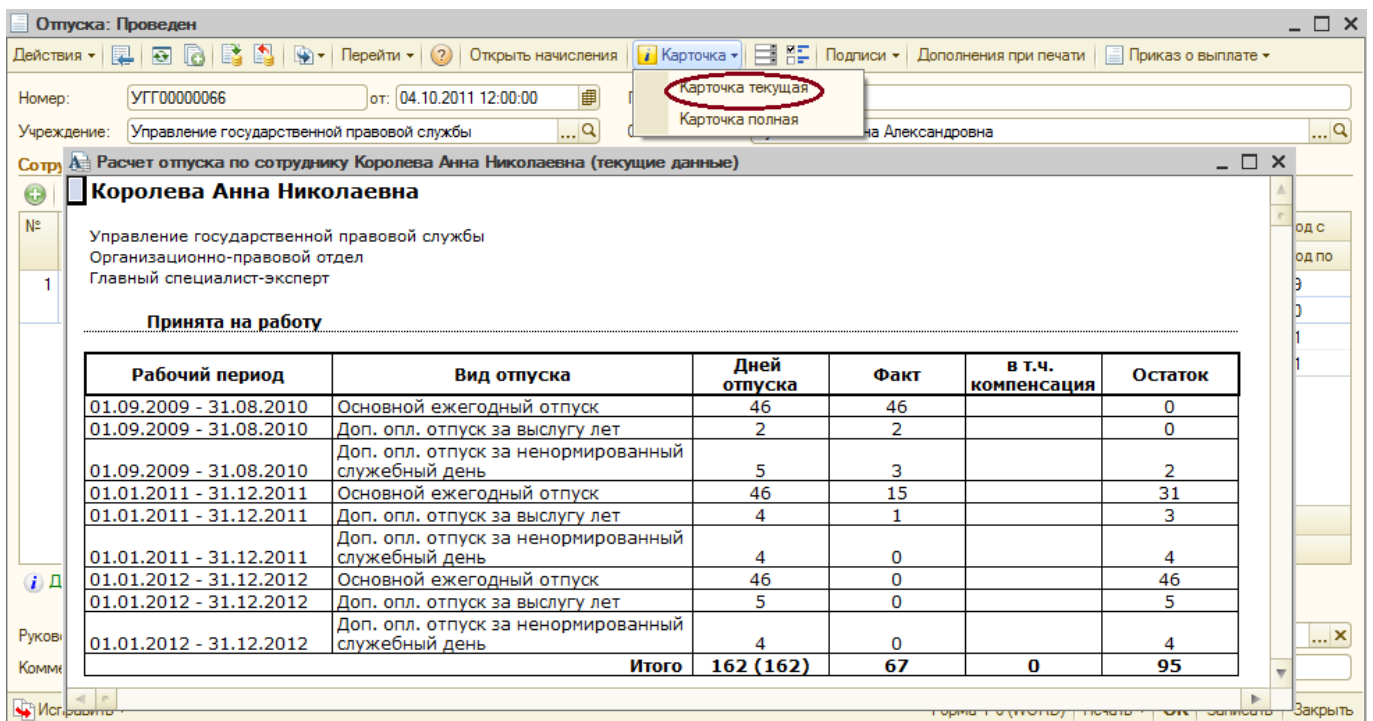 Отпуска: Проведен
Действия Перейти Открыть начисления Карточка Подписи Дополнения при печати Приказ о выплате
Карточка текущая
Карточка полная
Номер: УГГ00000066 от: 04.10.2011 12:00:00
Учреждение: Управление государственной правовой службы ... на Александровна ...
Расчет отпуска по сотруднику Королева Анна Николаевна (текущие данные)
Королева Анна Николаевна
№
Управление государственной правовой службы
Организационно-правовой отдел
Главный специалист-эксперт
1
Принята на работу
Рабочий период Вид отпуска Дней отпуска Факт в т.ч. компенсация Остаток
01.09.2009 - 31.08.2010 Основной ежегодный отпуск 46 46 0
01.09.2009 - 31.08.2010 Доп. опл. отпуск за выслугу лет 2 2 0
01.09.2009 - 31.08.2010 Доп. опл. отпуск за ненормированный служебный день 5 3 2
01.01.2011 - 31.12.2011 Основной ежегодный отпуск 46 15 31
01.01.2011 - 31.12.2011 Доп. опл. отпуск за выслугу лет 4 1 3
01.01.2011 - 31.12.2011 Доп. опл. отпуск за ненормированный служебный день 4 0 4
01.01.2012 - 31.12.2012 Основной ежегодный отпуск 46 0 46
01.01.2012 - 31.12.2012 Доп. опл. отпуск за выслугу лет 5 0 5
01.01.2012 - 31.12.2012 Доп. опл. отпуск за ненормированный служебный день 4 0 4
Итого 162 (162) 67 0 95
Закрыть